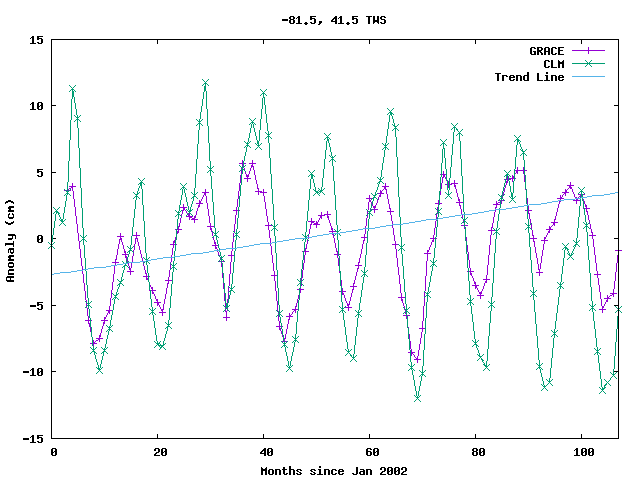 -81.5, 41.5 TWS
GRACE
CLM
Trend Line
15
10
5
0
-5
-10
-15
Anomaly (cm)
0 20 40 60 80 100
Months since Jan 2002